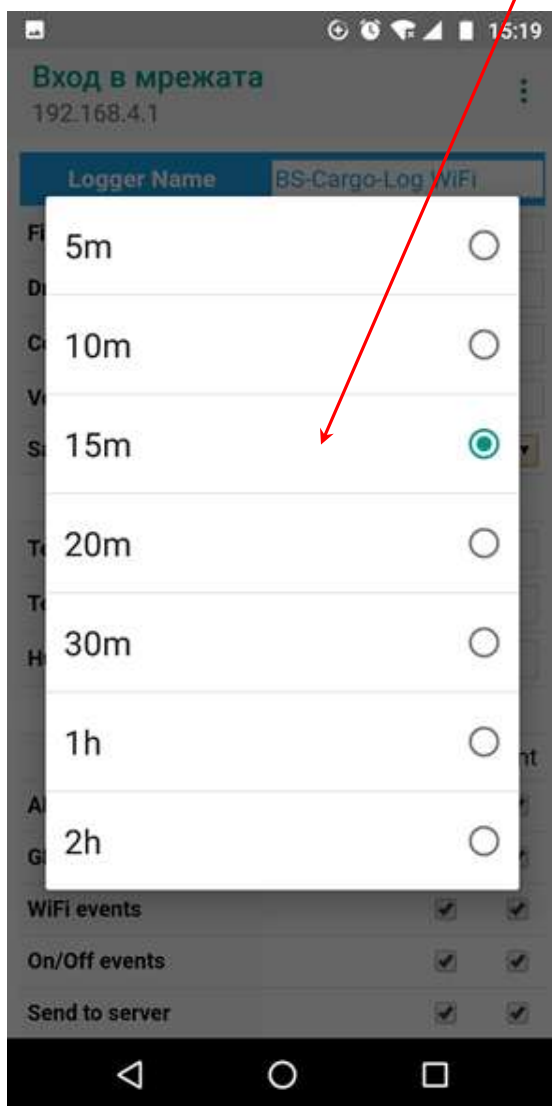 15:19
Вход в мрежата
192.168.4.1
Logger Name BS-Cargo-Log WiFi
5m
10m
15m
20m
30m
1h
2h
WiFi events
On/Off events
Send to server